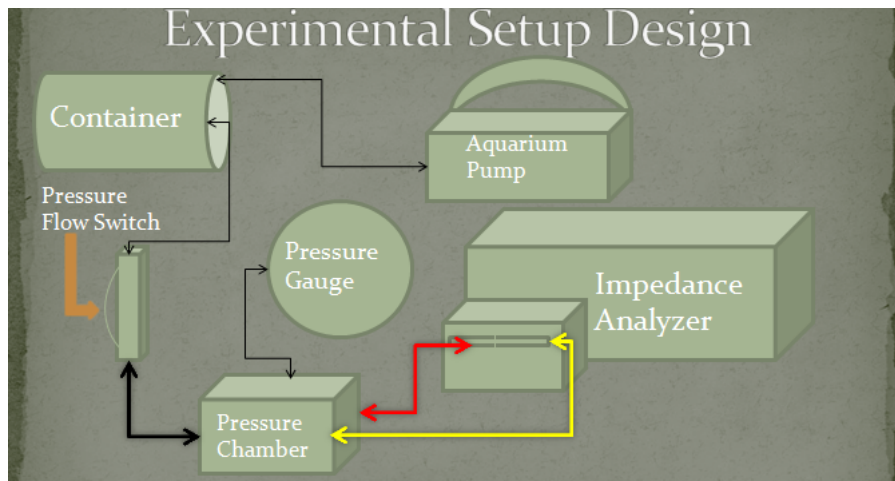 Experimental Setup Design
Container
Aquarium
Pump
Pressure
Flow Switch
Pressure
Gauge
Impedance
Analyzer
Pressure
Chamber